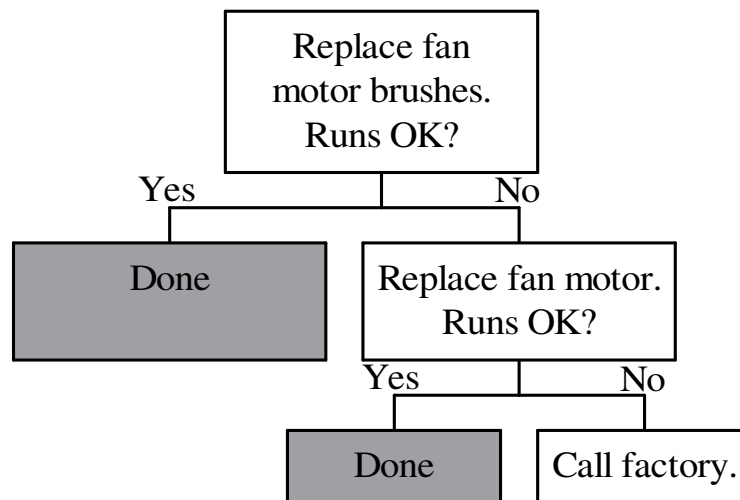 Replace fan
motor brushes.
Runs OK?
Yes
No
Done
Replace fan motor.
Runs OK?
Yes
No
Done
Call factory.